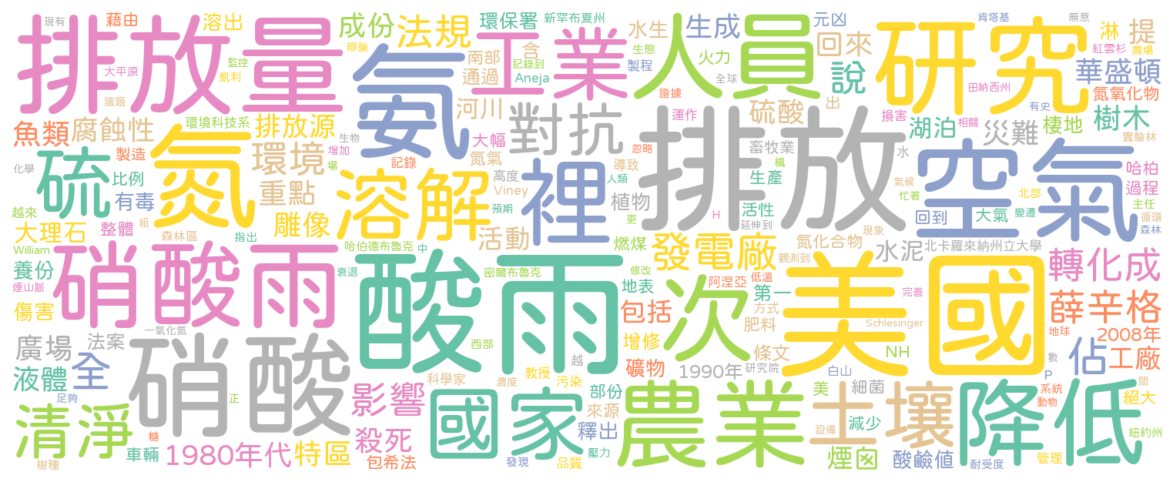 現有 藉由 溶出 成份 法規 環保署 新罕布夏州 水生 生成 元凶 肯塔基 無意 淋 提
排放量 工業 人員 研究
大平原 監控 凱利 議題 辯論 南部 通過 含 記錄到 Aneja 製程 生態 火力 回來 說 紅雲杉 農場
氨 河川 證據 全球 華盛頓 氮氧化物
魚類 腐蝕性 環境科技系 排放源 大幅 對抗 運作 硫酸 出 損害 田納西州 有史 相關 湖泊 災難 棲地 樹木 實驗林
製造 生物 增加 場 記錄 氮氣 忽略 畜牧業 楓 水
硫 氮 環境 排放 空氣
化學 比例 有毒 重點 溶解 高度 Viney 預期 裡 導致 人類 植物 生產 活性 氣候 忙著 北部 哈柏 過程 主任
越來 大理石 整體 組 指出 雕像 更 H 延伸到 回到 大氣 變遷 循環 森林
William 森林區 哈伯德布魯克 中 活動 燃煤 發電廠 氮化合物 現象 水泥 北卡羅來納州立大學
養份 煙山脈 硝酸雨 衰退 酸雨 密爾布魯克 修改 地表 觀測到 阿涅亞 低溫 美國 轉化成
傷害 第一 完善 薛辛格
包括 次 方式 Schlesinger 地球
廣場 法案 一氧化氮 硝酸 西部 越 增修 肥料 條文 NH 佔 2008年 工廠
液體 全 足夠 正 科學家 濃度 教授 污染 礦物 1990年 研究院 白山 數 P
影響 國家 部份 農業 美 細菌 土壤 減少 降低 系統 動物 間 絕大
清淨 糖 殺死 來源 釋出 設備 紐約州
樹種 車輛 1980年代 特區 包希法 發現 品質 壓力 煙囪 酸鹼值 耐受度 管理